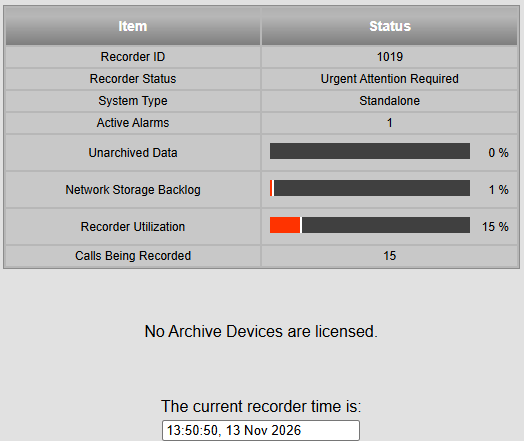 Item Status
Recorder ID 1019
Recorder Status Urgent Attention Required
System Type Standalone
Active Alarms 1
Unarchived Data 0 %
Network Storage Backlog 1 %
Recorder Utilization 15 %
Calls Being Recorded 15
No Archive Devices are licensed.
The current recorder time is:
13:50:50, 13 Nov 2026